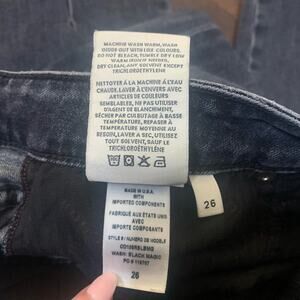 MACHINE WASH WARM, WASH
INSIDE OUT WITH LIKE COLOURS.
DO NOT BLEACH, TUMBLE DRY LOW
WARM IRON IF NEEDED.
DRY CLEAN, ANY SOLVENT EXCEPT
TRICHLOROETHYLENE
NETTOYER À LA MACHINE À L'EAU
CHAUDE. LAVER À L'ENVERS AVEC
ARTICLES DE COULEURS
SEMBLABLES, NE PAS UTILISER
D'AGENT DE BLANCHIMENT,
SÉCHER PAR CULBUTAGE À BASSE
TEMPÉRATURE, REPASSER À
TEMPERATURE MOYENNE AU
BESOIN, LAVER A SEC, UTILISEZ
TOUT SOLVANT, SAUF LE
TRICHLOROÉTHYLÈNE
MADE IN U.S.A.
WITH
IMPORTED COMPONENTS
FABRIQUÉ AUX ÉTATS UNIS
AVEC
COMPOSANTS IMPORTÉS
STYLE # / NUMERO DE MODELE
WASH: BLACK MAGIC
26
26